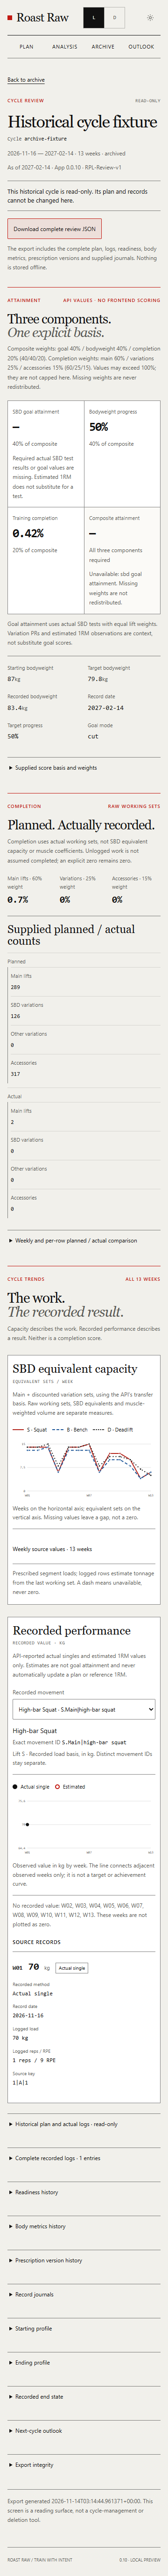 Roast Raw
L
D
PLAN
ANALYSIS
ARCHIVE
OUTLOOK
Back to archive
CYCLE REVIEW
READ-ONLY
Historical cycle fixture
Cycle archive-fixture
2026-11-16 — 2027-02-14 · 13 weeks · archived
As of 2027-02-14 · App 0.0.10 · RPL-Review-v1
This historical cycle is read-only, its plan and records
cannot be changed here.
Download complete review JSON
The export includes the complete plan, logs, readiness, body
metrics, prescription versions and supplied journals. Nothing
is stored offline.
ATTAINMENT
API VALUES · NO FRONTEND SCORING
Three components.
One explicit basis.
Composite weights: goal 40% / bodyweight 40% / completion
20% (40/40/20). Completion weights: main 60% / variations
25% / accessories 15% (60/25/15). Values may exceed 100%;
they are not capped here. Missing weights are never
redistributed.
SBD goal attainment
—
40% of composite
Required actual SBD test
results or goal values are
missing. Estimated 1RM
does not substitute for a
test.
Bodyweight progress
50%
40% of composite
Training completion
0.42%
20% of composite
Composite attainment
—
All three components
required
Unavailable: sbd goal
attainment. Missing
weights are not
redistributed.
Goal attainment uses actual SBD tests with equal lift weights.
Variation PRs and estimated 1RM observations are context,
not substitute goal scores.
Starting bodyweight
87kg
Target bodyweight
79.8kg
Recorded bodyweight
83.4kg
Record date
2027-02-14
Target progress
50%
Goal mode
cut
▶ Supplied score basis and weights
COMPLETION
RAW WORKING SETS
Planned. Actually recorded.
Completion uses actual working sets, not SBD equivalent
capacity or muscle coefficients. Unlogged work is not
assumed completed; an explicit zero remains zero.
Main lifts · 60%
weight
0.7%
Variations · 25%
weight
0%
Accessories · 15%
weight
0%
Supplied planned / actual
counts
Planned
Main lifts
289
SBD variations
126
Other variations
0
Accessories
317
Actual
Main lifts
2
SBD variations
0
Other variations
0
Accessories
0
▶ Weekly and per-row planned / actual comparison
CYCLE TRENDS
ALL 13 WEEKS
The work.
The recorded result.
Capacity describes the work. Recorded performance describes
a result. Neither is a completion score.
SBD equivalent capacity
EQUIVALENT SETS / WEEK
Main + discounted variation sets, using the API's transfer
basis. Raw working sets, SBD equivalents and muscle-
weighted volume are separate measures.
S · Squat
B · Bench
D · Deadlift
Weeks on the horizontal axis; equivalent sets on the
vertical axis. Missing values leave a gap, not a zero.
Weekly source values · 13 weeks
Prescribed segment loads; logged rows estimate tonnage
from the last working set. A dash means unavailable,
never zero.
Recorded performance
RECORDED VALUE · KG
API-reported actual singles and estimated 1RM values only.
Estimates are not goal attainment and never
automatically update a plan or reference 1RM.
Recorded movement
High-bar Squat · S.Main|high-bar squat
High-bar Squat
Exact movement ID S.Main|high-bar squat
Lift S · Recorded load basis, in kg. Distinct movement IDs
stay separate.
Actual single
Estimated
Observed value in kg by week. The line connects adjacent
observed weeks only; it is not a target or achievement
curve.
No recorded value: W02, W03, W04, W05, W06, W07,
W08, W09, W10, W11, W12, W13. These weeks are not
plotted as zero.
SOURCE RECORDS
W01 70 kg Actual single
Recorded method
Actual single
Record date
2026-11-16
Logged load
70 kg
Logged reps / RPE
1 reps / 9 RPE
Source key
1|A|1
▶ Historical plan and actual logs · read-only
▶ Complete recorded logs · 1 entries
▶ Readiness history
▶ Body metrics history
▶ Prescription version history
▶ Record journals
▶ Starting profile
▶ Ending profile
▶ Recorded end state
▶ Next-cycle outlook
▶ Export integrity
Export generated 2026-11-14T03:14:44.961371+00:00. This
screen is a reading surface, not a cycle-management or
deletion tool.
ROAST RAW / TRAIN WITH INTENT
0.10 · LOCAL PREVIEW